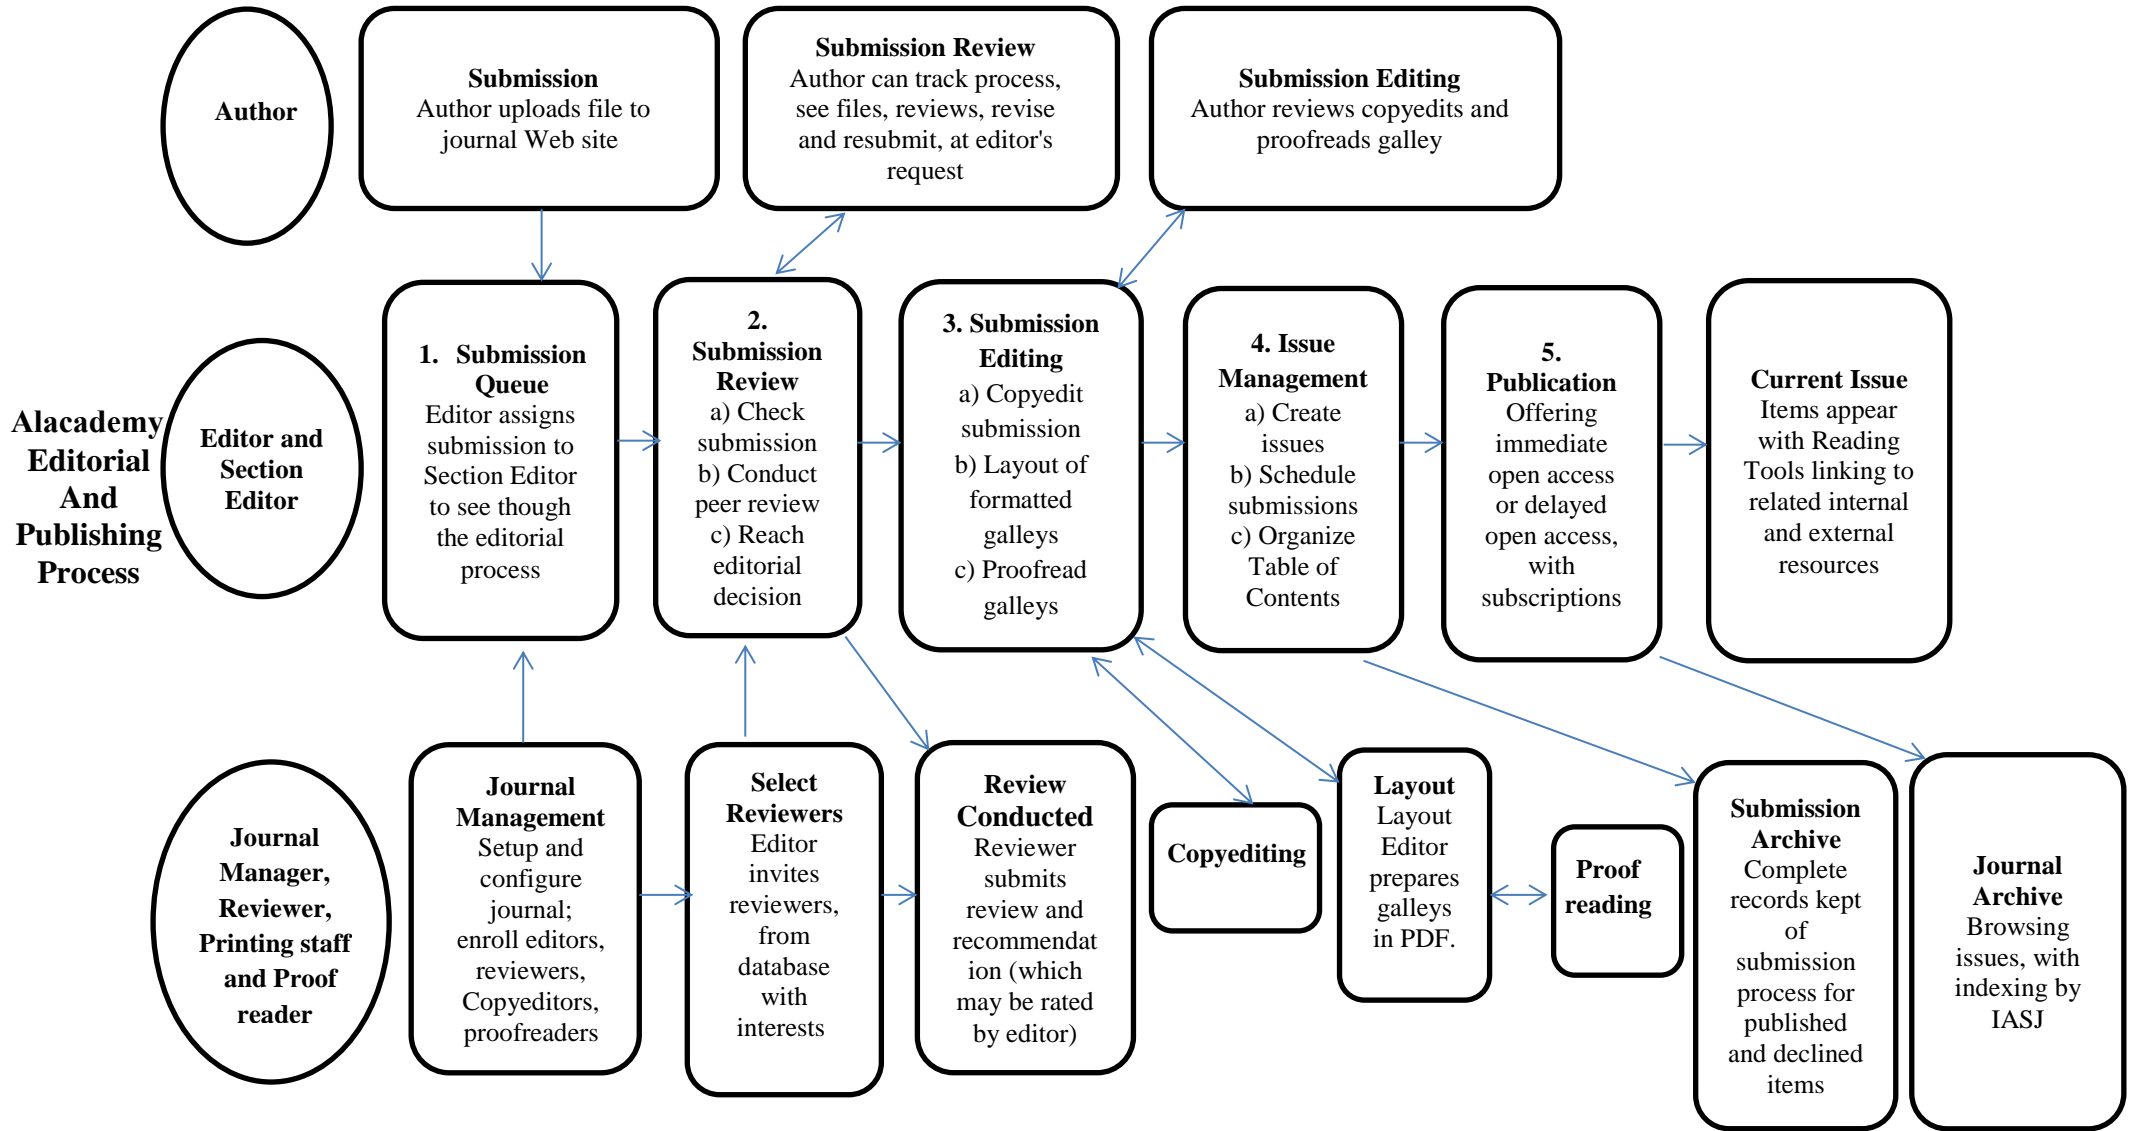 Alacademy
Editorial
And
Publishing
Process
Author
Submission
Author uploads file to
journal Web site
Submission Review
Author can track process,
see files, reviews, revise
and resubmit, at editor's
request
Submission Editing
Author reviews copyedits and
proofreads galley
Editor and
Section
Editor
1. Submission
Queue
Editor assigns
submission to
Section Editor
to see though
the editorial
process
2.
Submission
Review
a) Check
submission
b) Conduct
peer review
c) Reach
editorial
decision
3. Submission
Editing
a) Copyedit
submission
b) Layout of
formatted
galleys
c) Proofread
galleys
4. Issue
Management
a) Create
issues
b) Schedule
submissions
c) Organize
Table of
Contents
5.
Publication
Offering
immediate
open access
or delayed
open access,
with
subscriptions
Current Issue
Items appear
with Reading
Tools linking to
related internal
and external
resources
Journal
Manager,
Reviewer,
Printing staff
and Proof
reader
Journal
Management
Setup and
configure
journal;
enroll editors,
reviewers,
Copyeditors,
proofreaders
Select
Reviewers
Editor
invites
reviewers,
from
database
with
interests
Review
Conducted
Reviewer
submits
review and
recommendat
ion (which
may be rated
by editor)
Copyediting
Layout
Layout
Editor
prepares
galleys
in PDF.
Proof
reading
Submission
Archive
Complete
records kept
of
submission
process for
published
and declined
items
Journal
Archive
Browsing
issues, with
indexing by
IASJ